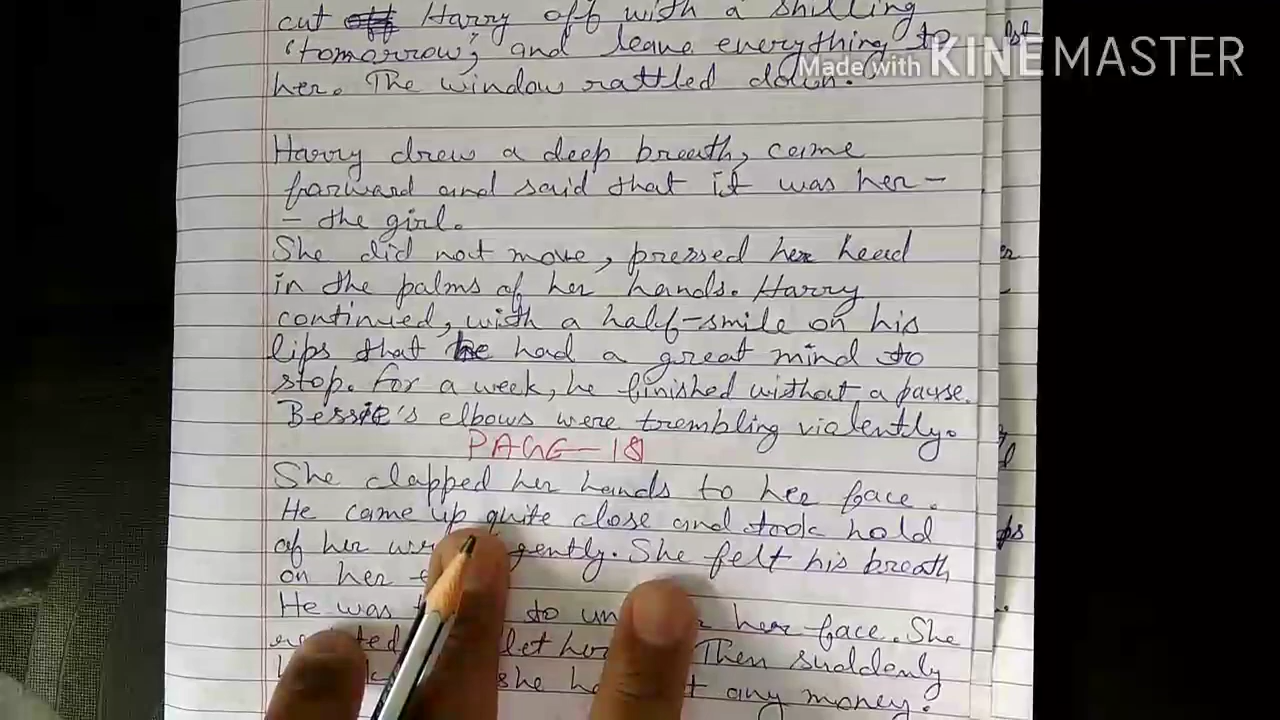 cut Harry off with a shilling
'tomorrow', and leave everything to
her. The window rattled down.
Made with KINEMASTER
Harry drew a deep breath, came
forward and said that it was her -
- the girl.
She did not move, pressed her head
in the palms of her hands. Harry
continued, with a half-smile on his
lips that he had a great mind to
stop. For a week, he finished without a pause.
Bessie's elbows were trembling violently.
PAGE-18
She clapped her hands to her face.
He came up quite close and took hold
of her gently. She felt his breath
on her
He was to her face. She
let her Then suddenly
she any money.